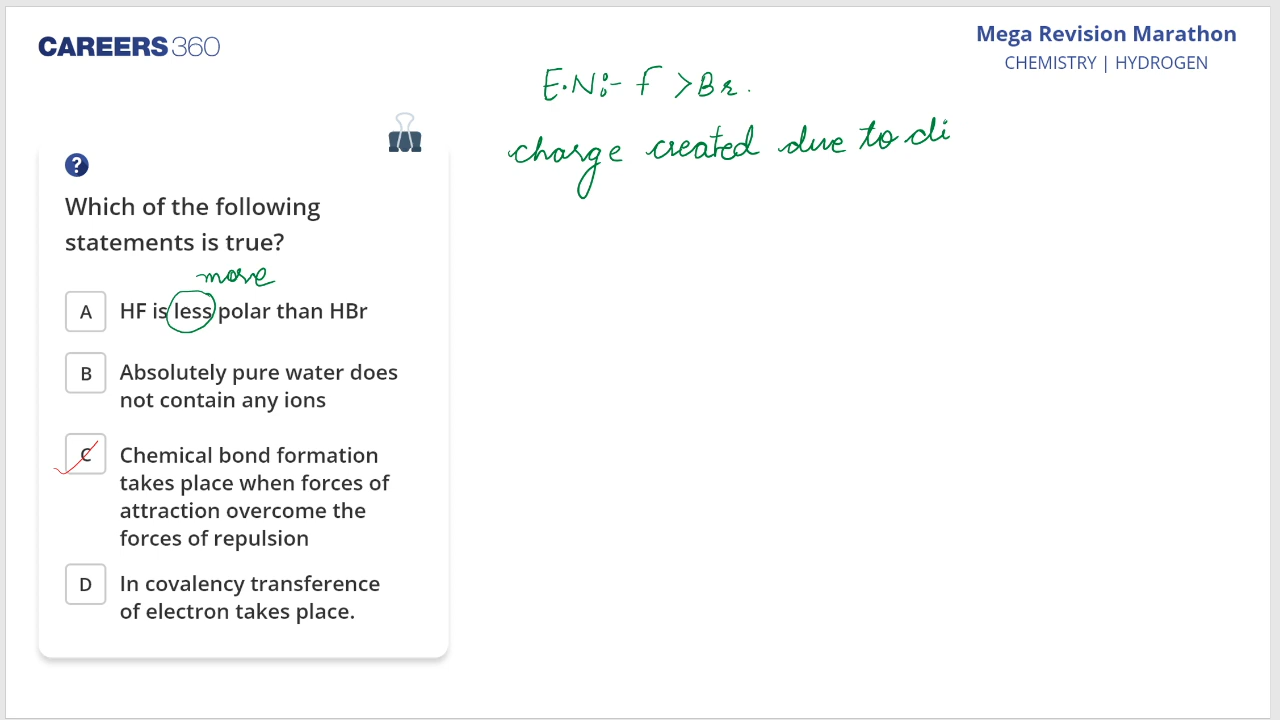 CAREERS360
Mega Revision Marathon
CHEMISTRY | HYDROGEN
E.N:- F > Br.
charge created due to di
?
Which of the following
statements is true?
more
A HF is less polar than HBr
B Absolutely pure water does
not contain any ions
C Chemical bond formation
takes place when forces of
attraction overcome the
forces of repulsion
D In covalency transference
of electron takes place.